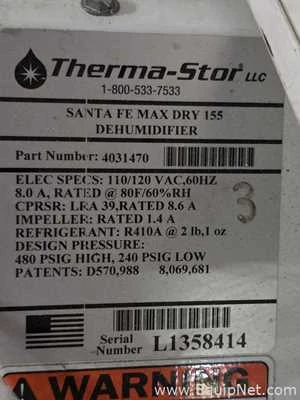 Therma-Stor LLC
1-800-533-7533
SANTA FE MAX DRY 155
DEHUMIDIFIER
Part Number: 4031470
ELEC SPECS: 110/120 VAC,60HZ
8.0 A, RATED @ 80F/60%RH
CPRSR: LRA 39, RATED 8.6 A
IMPELLER: RATED 1.4 A
REFRIGERANT: R410A @ 2 lb,1 oz
DESIGN PRESSURE:
480 PSIG HIGH, 240 PSIG LOW
PATENTS: D570,988 8,069,681
3
Serial
Number L1358414
WARNING
www.EquipNet.com